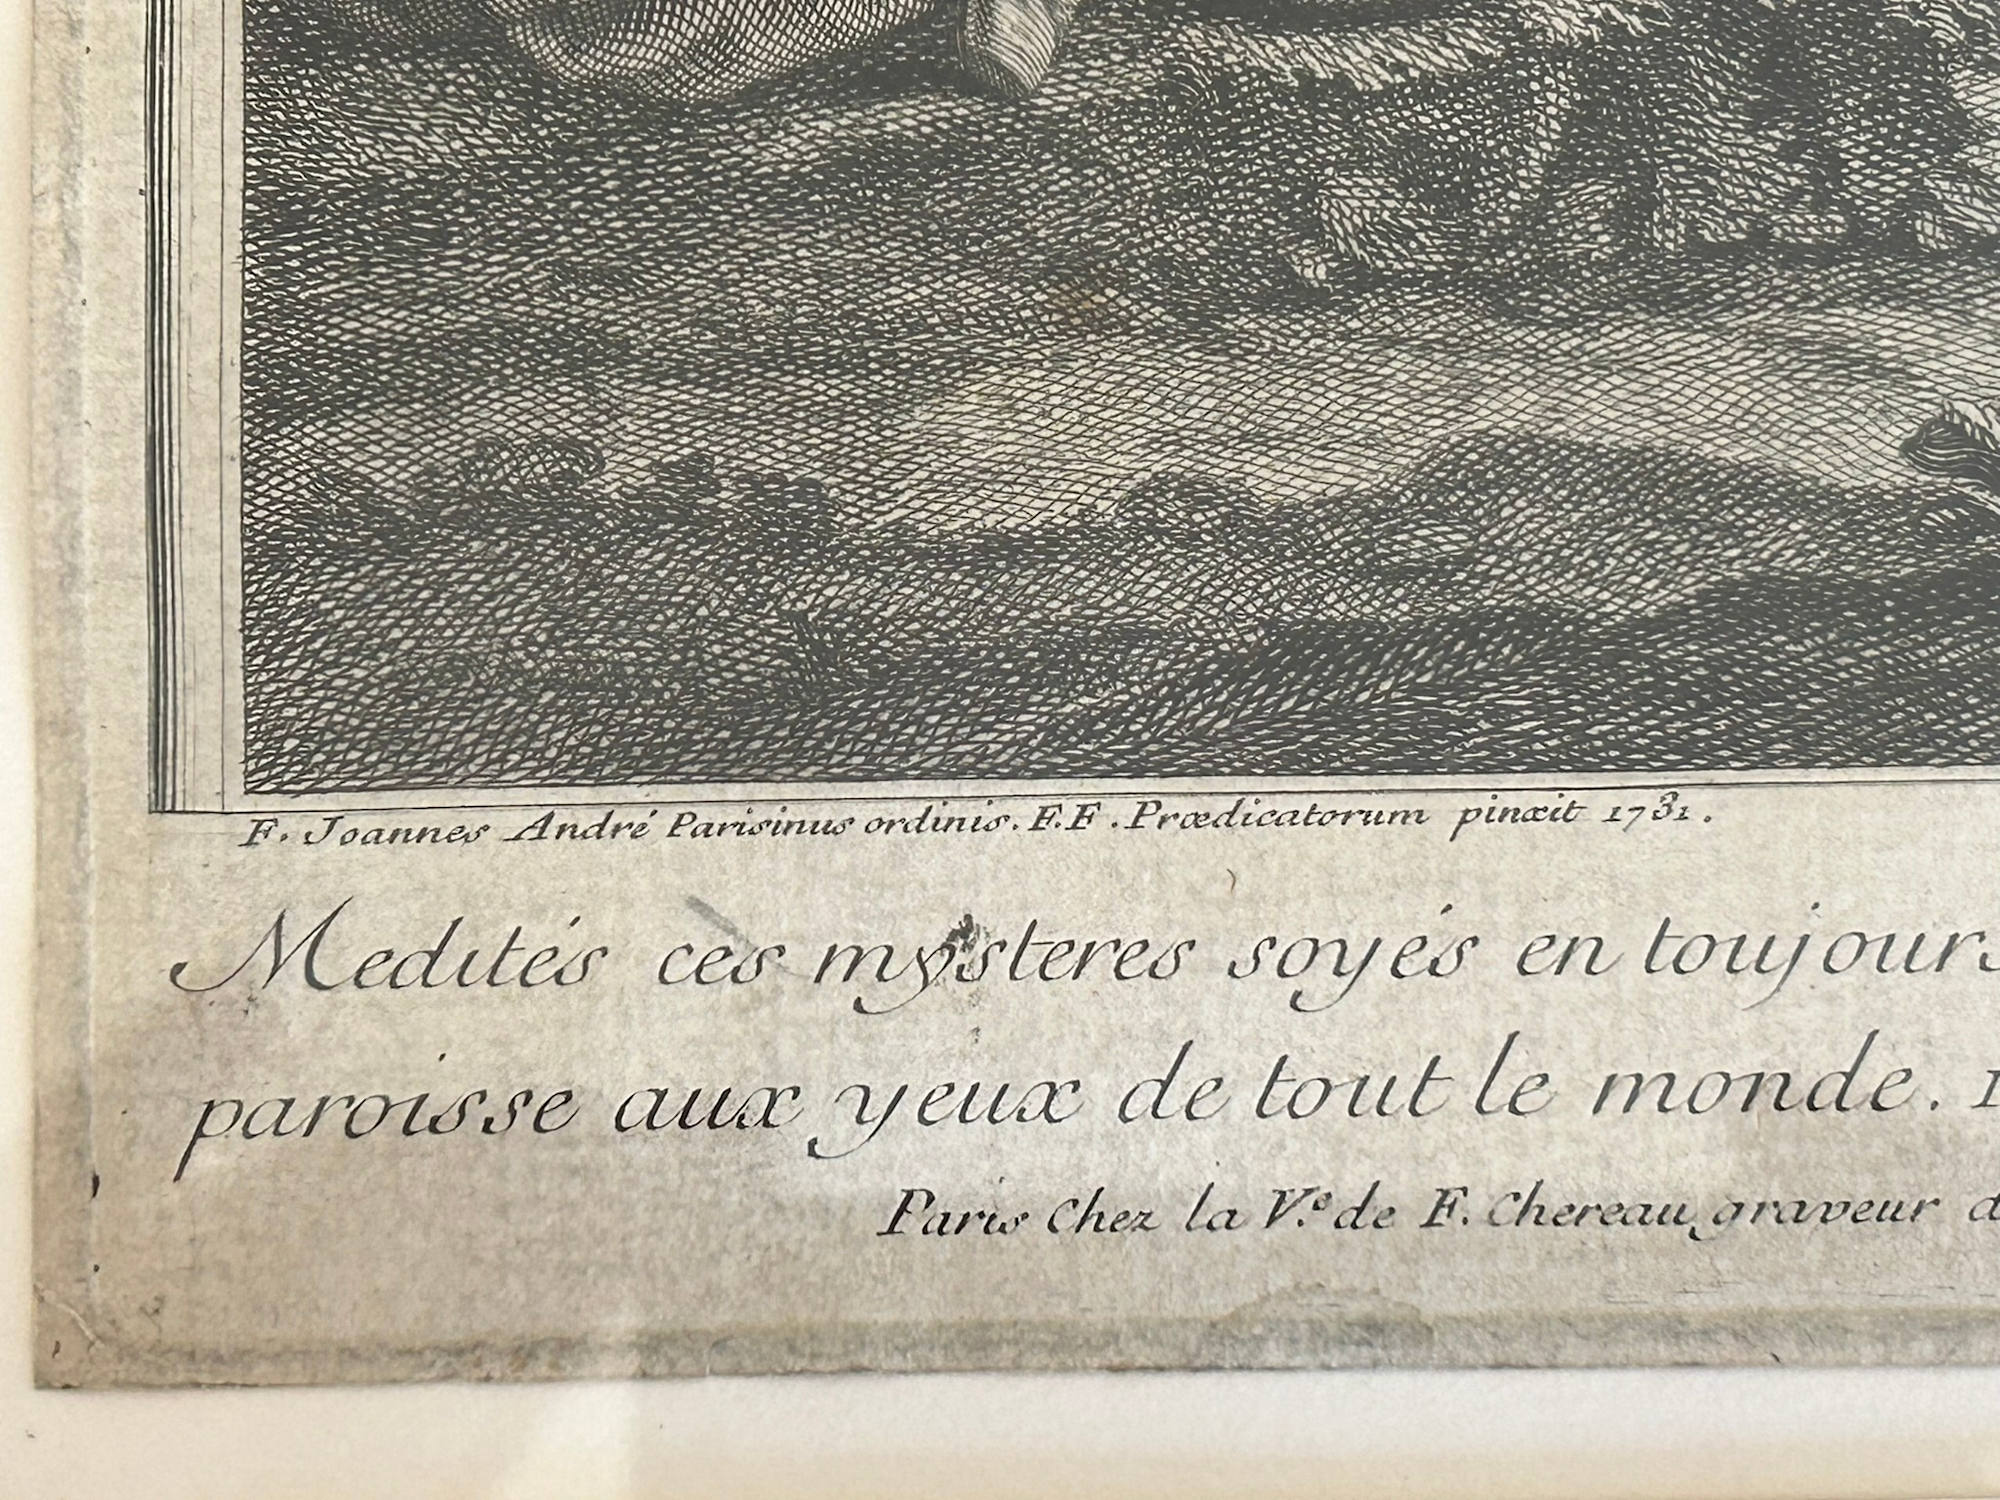 F. Joannes André Parisinus ordinis. F.F. Prædicatorum pinxit 1731.
Medités ces mysteres soyés en toujours
paroisse aux yeux de tout le monde.
Paris Chez la V.e de F. Chereau graveur d